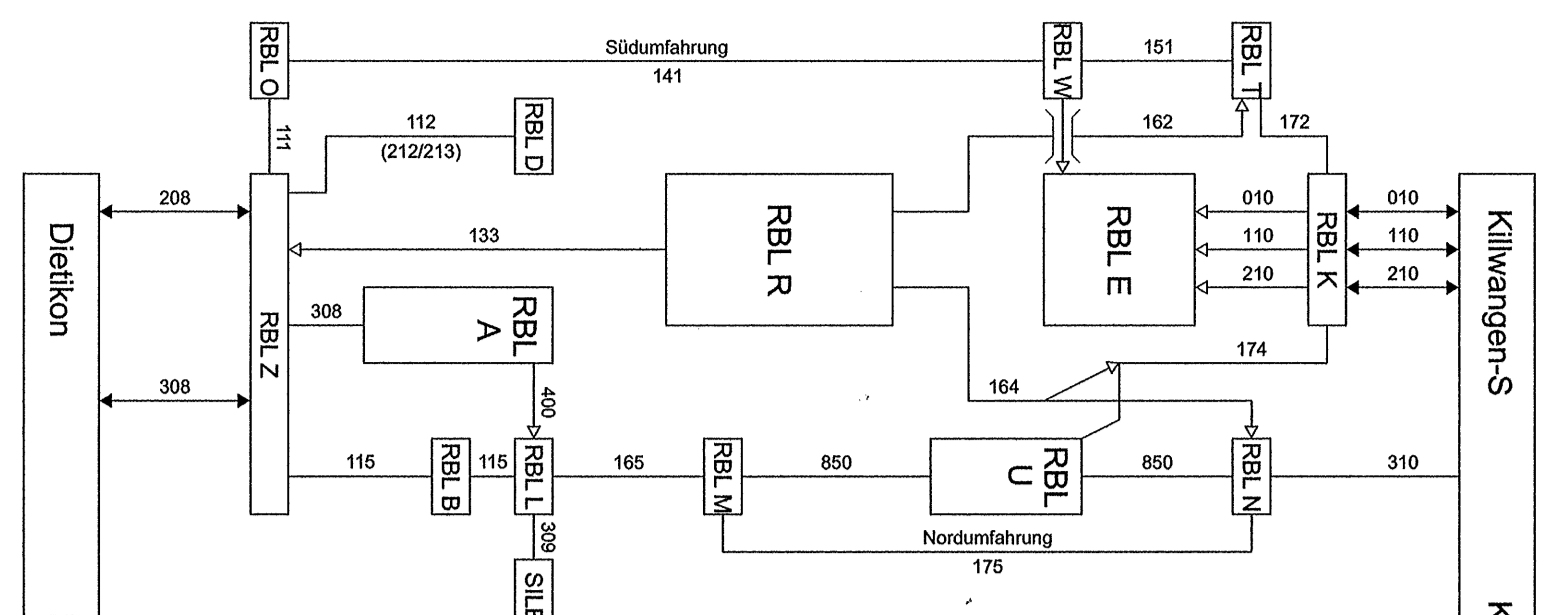 RBL O
Südumfahrung
141
RBL W
151
RBL T
111
112
(212/213)
RBL D
162
172
Dietikon
208
133
RBL R
RBL E
010
110
210
RBL K
010
110
210
Killwangen-S
RBL Z
308
RBL
A
308
400
164
174
115
RBL B
115
RBL L
165
RBL M
850
RBL
U
850
RBL N
310
309
Nordumfahrung
175